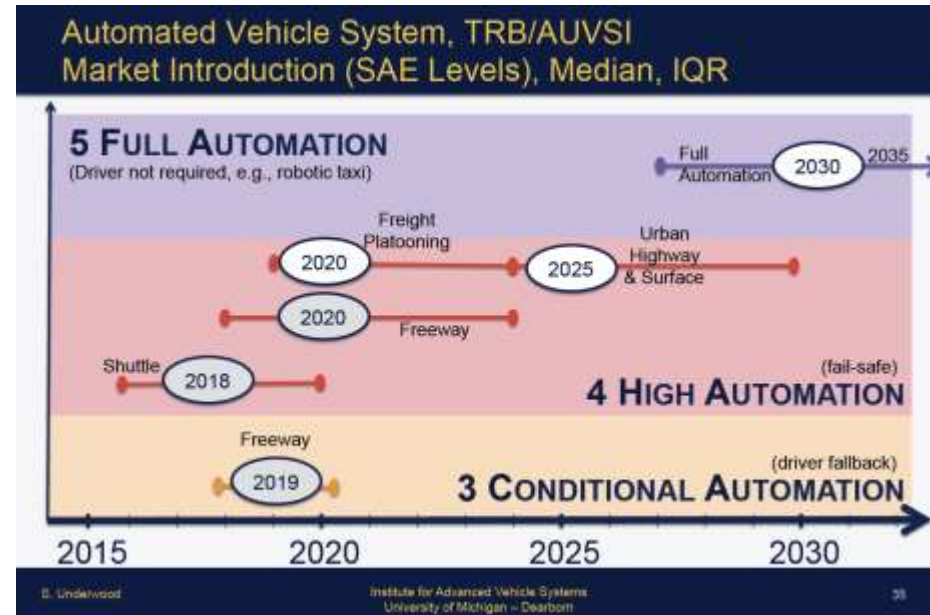 Automated Vehicle System, TRB/AUVSI
Market Introduction (SAE Levels), Median, IQR
5 FULL AUTOMATION
(Driver not required, e.g., robotic taxi)
Full
Automation
2030
2035
Freight
Platooning
2020
Urban
Highway
& Surface
2025
2020
Freeway
Shuttle
2018
(fail-safe)
4 HIGH AUTOMATION
Freeway
2019
(driver fallback)
3 CONDITIONAL AUTOMATION
2015 2020 2025 2030
S. Underwood
Institute for Advanced Vehicle Systems
University of Michigan – Dearborn